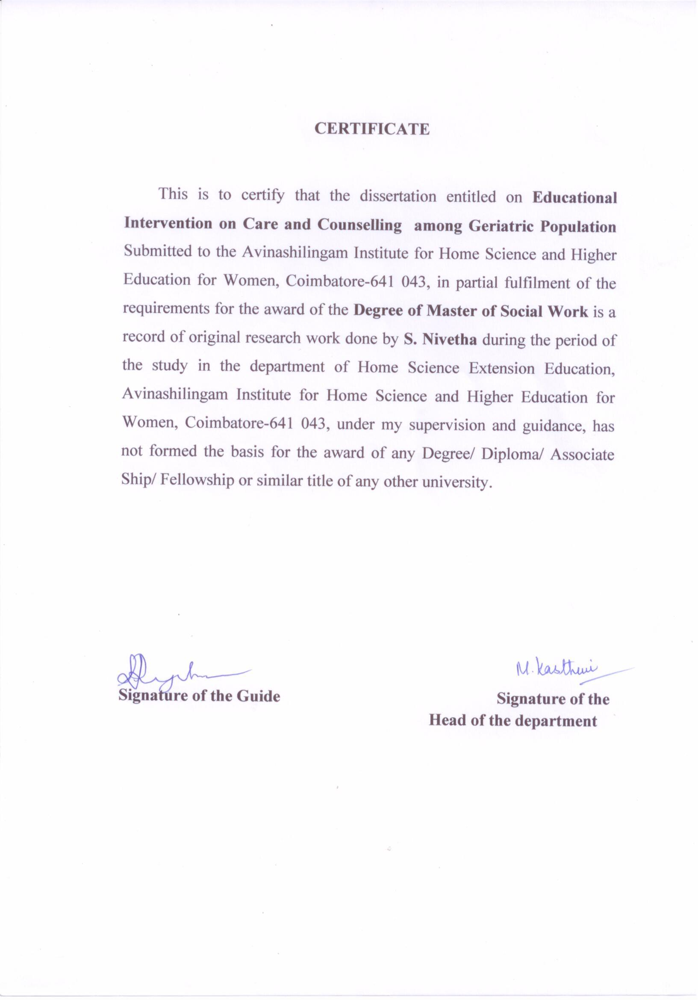 CERTIFICATE
This is to certify that the dissertation entitled on Educational
Intervention on Care and Counselling among Geriatric Population
Submitted to the Avinashilingam Institute for Home Science and Higher
Education for Women, Coimbatore-641 043, in partial fulfilment of the
requirements for the award of the Degree of Master of Social Work is a
record of original research work done by S. Nivetha during the period of
the study in the department of Home Science Extension Education,
Avinashilingam Institute for Home Science and Higher Education for
Women, Coimbatore-641 043, under my supervision and guidance, has
not formed the basis for the award of any Degree/ Diploma/ Associate
Ship/ Fellowship or similar title of any other university.
M. Kasthuri
Signature of the Guide
Signature of the
Head of the department